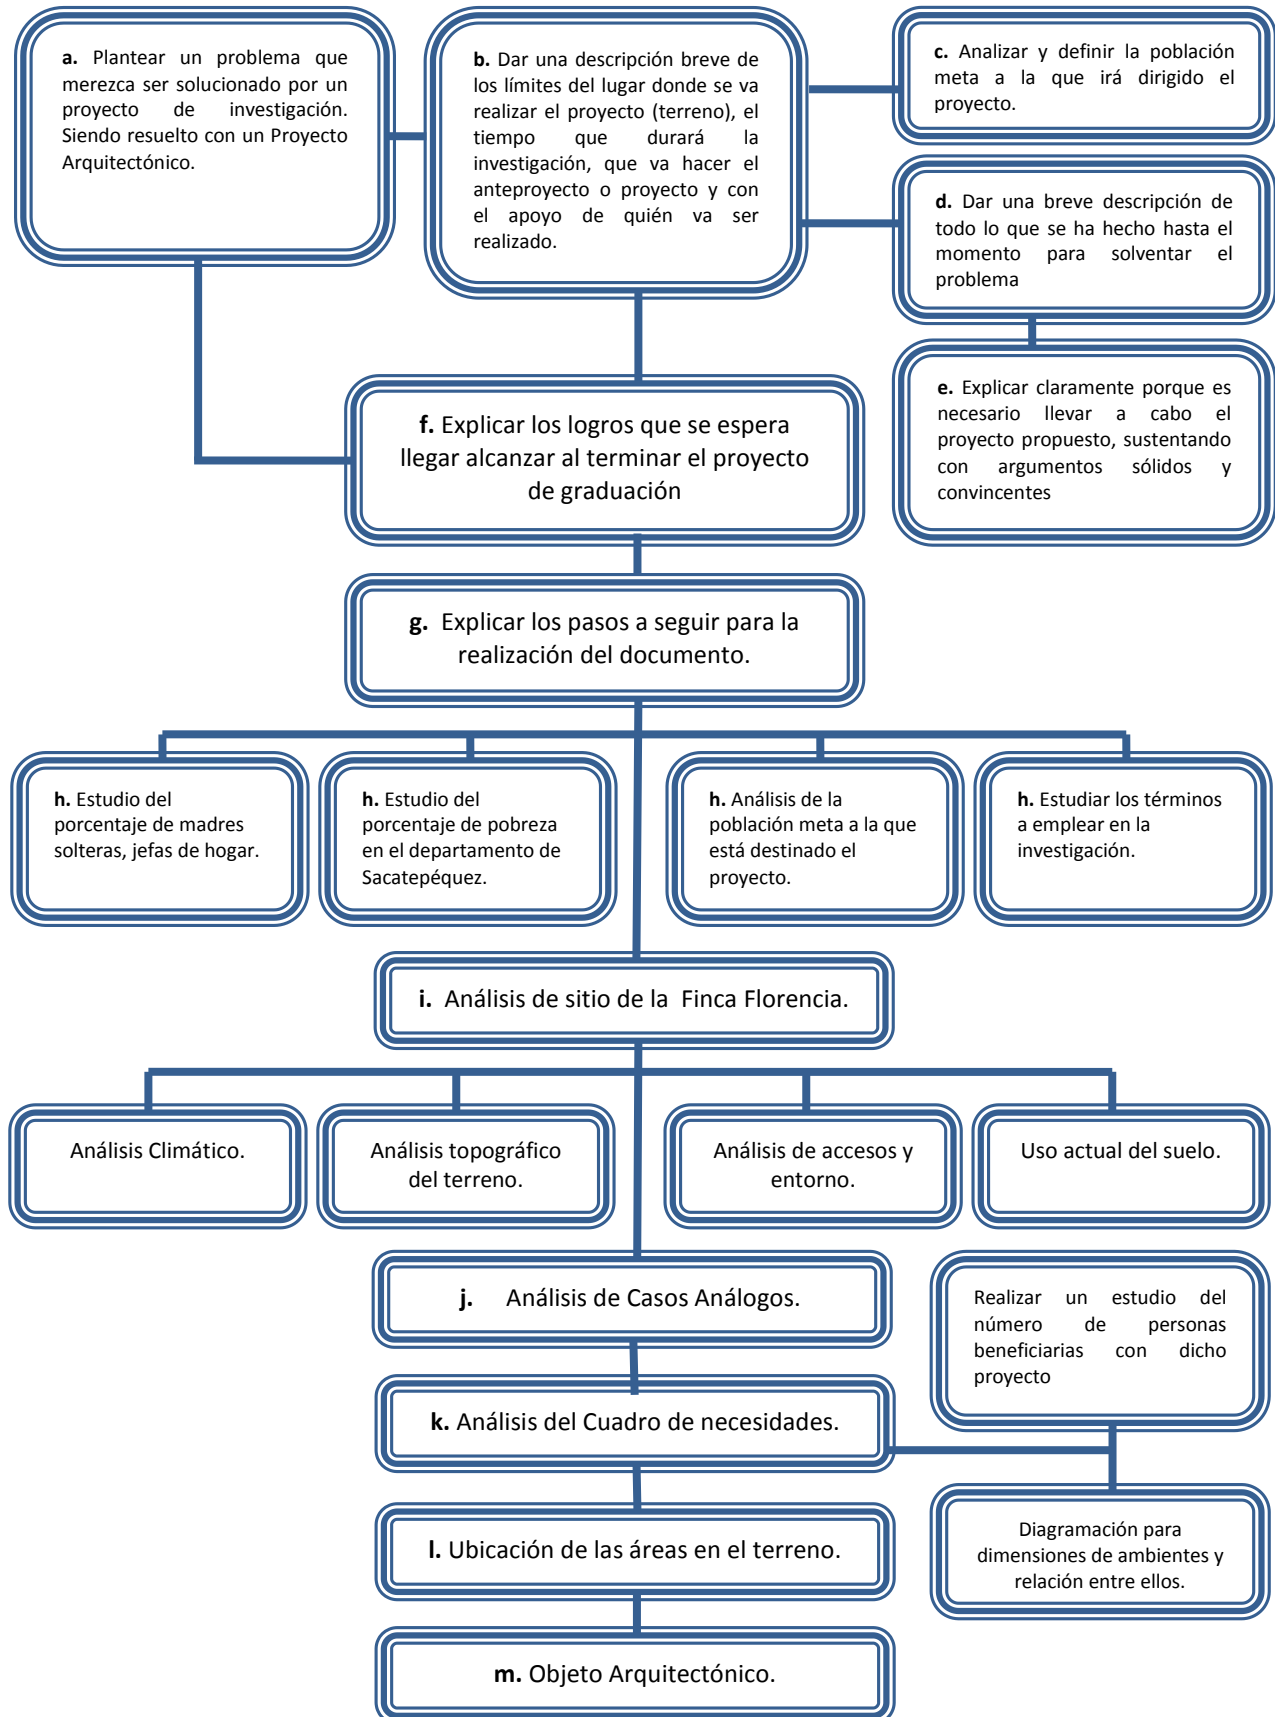 a. Plantear un problema que
merezca ser solucionado por un
proyecto de investigación.
Siendo resuelto con un Proyecto
Arquitectónico.
b. Dar una descripción breve de
los límites del lugar donde se va
realizar el proyecto (terreno), el
tiempo que durará la
investigación, que va hacer el
anteproyecto o proyecto y con
el apoyo de quién va ser
realizado.
c. Analizar y definir la población
meta a la que irá dirigido el
proyecto.
d. Dar una breve descripción de
todo lo que se ha hecho hasta el
momento para solventar el
problema
e. Explicar claramente porque es
necesario llevar a cabo el
proyecto propuesto, sustentando
con argumentos sólidos y
convincentes
f. Explicar los logros que se espera
llegar alcanzar al terminar el proyecto
de graduación
g. Explicar los pasos a seguir para la
realización del documento.
h. Estudio del
porcentaje de madres
solteras, jefas de hogar.
h. Estudio del
porcentaje de pobreza
en el departamento de
Sacatepéquez.
h. Análisis de la
población meta a la que
está destinado el
proyecto.
h. Estudiar los términos
a emplear en la
investigación.
i. Análisis de sitio de la Finca Florencia.
Análisis Climático.
Análisis topográfico
del terreno.
Análisis de accesos y
entorno.
Uso actual del suelo.
j. Análisis de Casos Análogos.
Realizar un estudio del
número de personas
beneficiarias con dicho
proyecto
k. Análisis del Cuadro de necesidades.
Diagramación para
dimensiones de ambientes y
relación entre ellos.
l. Ubicación de las áreas en el terreno.
m. Objeto Arquitectónico.